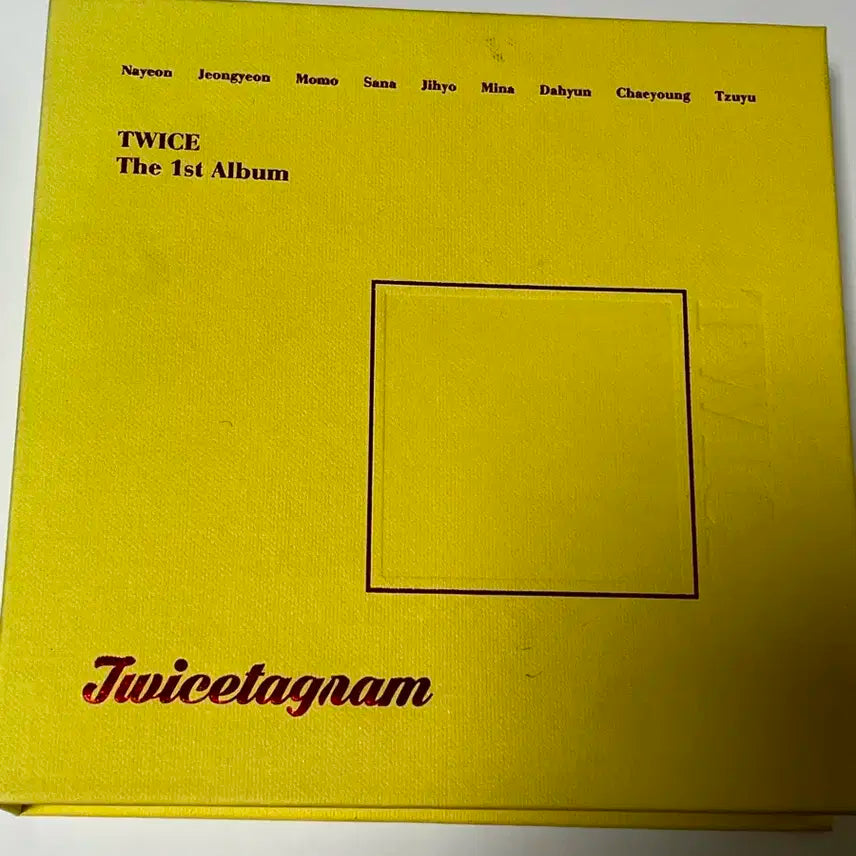 Nayeon Jeongyeon Momo Sana Jihyo Mina Dahyun Chaeyoung Tzuyu
TWICE
The 1st Album
Twicetagram